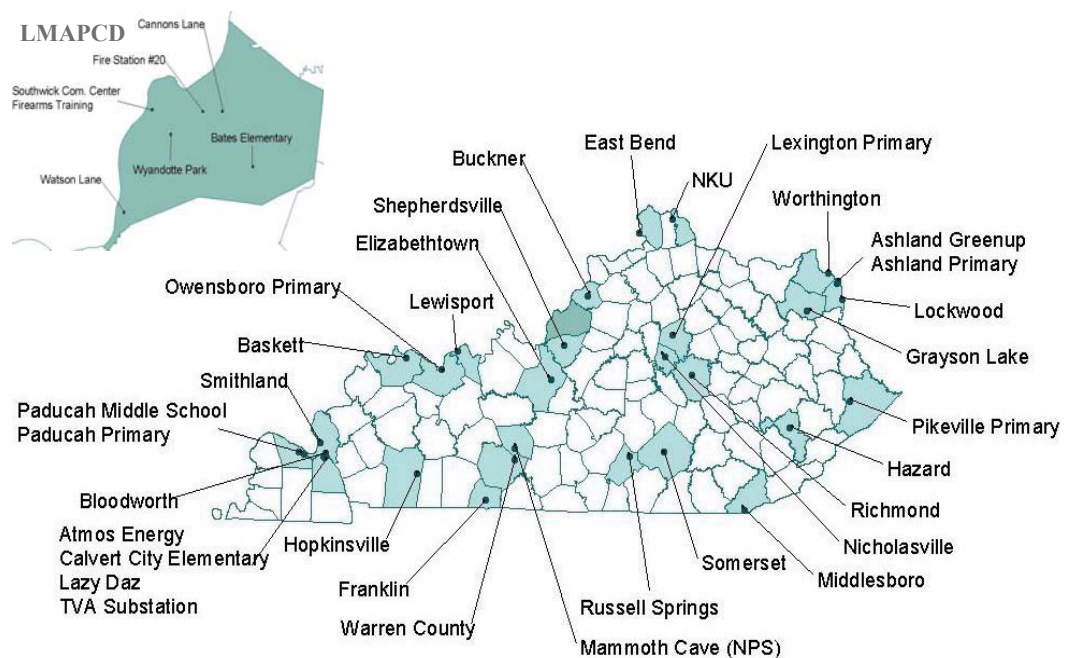 LMAPCD
Cannons Lane
Fire Station #20
Southwick Com. Center
Firearms Training
Bates Elementary
Wyandotte Park
Watson Lane
East Bend
Lexington Primary
Buckner
NKU
Worthington
Shepherdsville
Ashland Greenup
Ashland Primary
Elizabethtown
Owensboro Primary
Lewisport
Lockwood
Baskett
Grayson Lake
Smithland
Paducah Middle School
Paducah Primary
Pikeville Primary
Hazard
Bloodworth
Richmond
Atmos Energy
Calvert City Elementary
Lazy Daz
TVA Substation
Hopkinsville
Nicholasville
Somerset
Middlesboro
Franklin
Russell Springs
Warren County
Mammoth Cave (NPS)